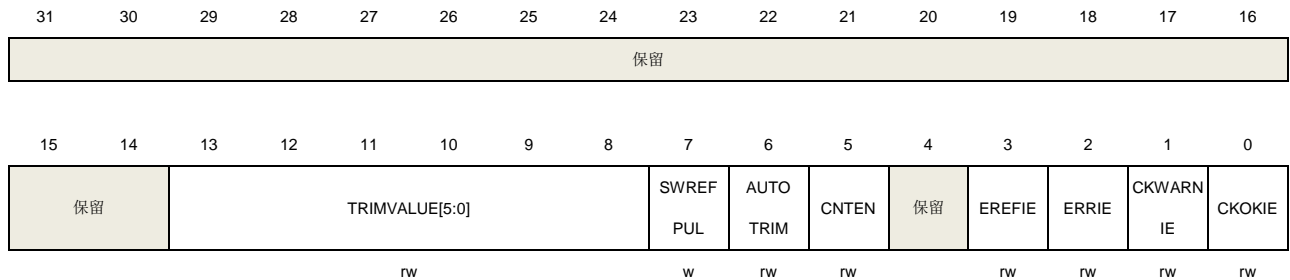 31 30 29 28 27 26 25 24 23 22 21 20 19 18 17 16
保留
15 14 13 12 11 10 9 8 7 6 5 4 3 2 1 0
保留 TRIMVALUE[5:0] SWREF PUL AUTO TRIM CNTEN 保留 EREFIE ERRIE CKWARN IE CKOKIE
rw w rw rw rw rw rw rw